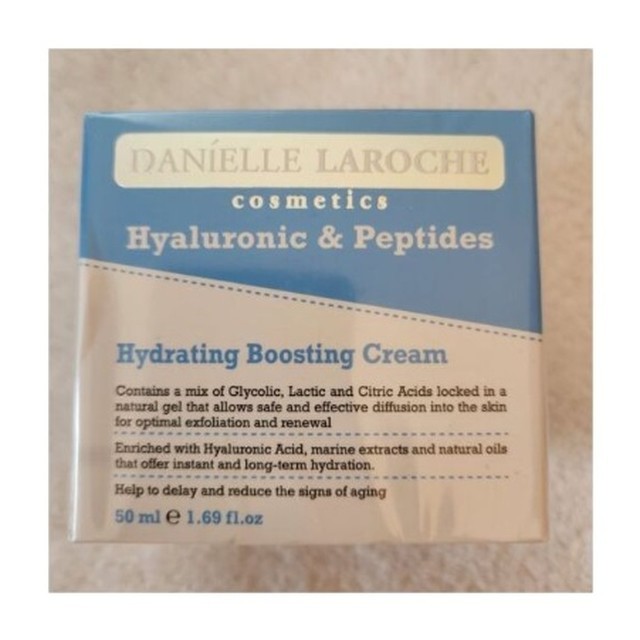 DANÍELLE LAROCHE
cosmetics
Hyaluronic & Peptides
Hydrating Boosting Cream
Contains a mix of Glycolic, Lactic and Citric Acids locked in a
natural gel that allows safe and effective diffusion into the skin
for optimal exfoliation and renewal
Enriched with Hyaluronic Acid, marine extracts and natural oils
that offer instant and long-term hydration.
Help to delay and reduce the signs of aging
50 ml ℮ 1.69 fl.oz